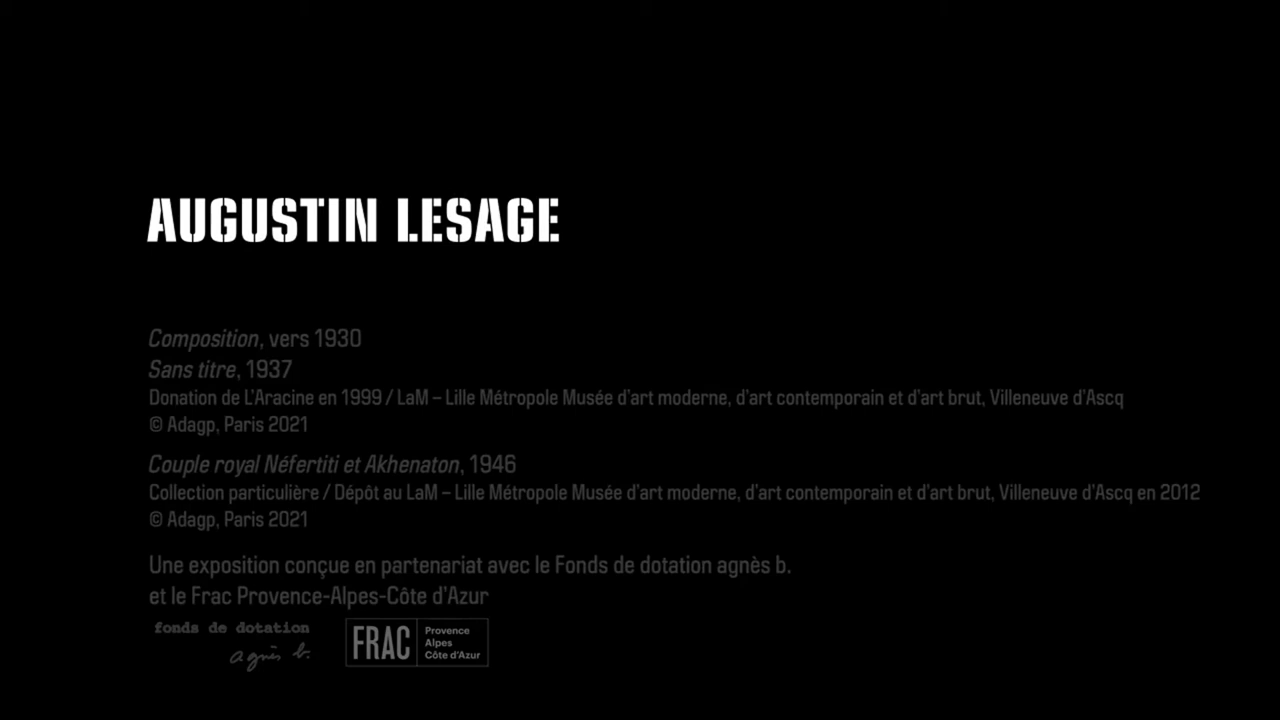 AUGUSTIN LESAGE
Composition, vers 1930
Sans titre, 1937
Donation de L'Aracine en 1999 / LaM – Lille Métropole Musée d'art moderne, d'art contemporain et d'art brut, Villeneuve d'Ascq
© Adagp, Paris 2021
Couple royal Néfertiti et Akhenaton, 1946
Collection particulière / Dépôt au LaM – Lille Métropole Musée d'art moderne, d'art contemporain et d'art brut, Villeneuve d'Ascq en 2012
© Adagp, Paris 2021
Une exposition conçue en partenariat avec le Fonds de dotation agnès b.
et le Frac Provence-Alpes-Côte d'Azur
fonds de dotation
agnès b.
FRAC
Provence
Alpes
Côte d'Azur